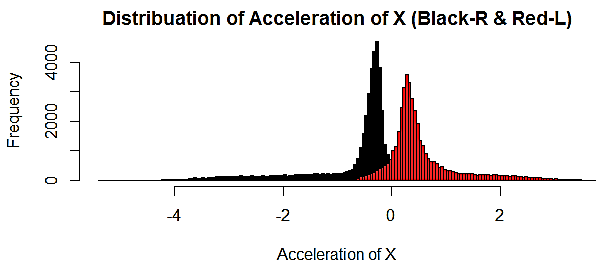 Distribuation of Acceleration of X (Black-R & Red-L)
Frequency
4000
2000
0
-4 -2 0 2
Acceleration of X